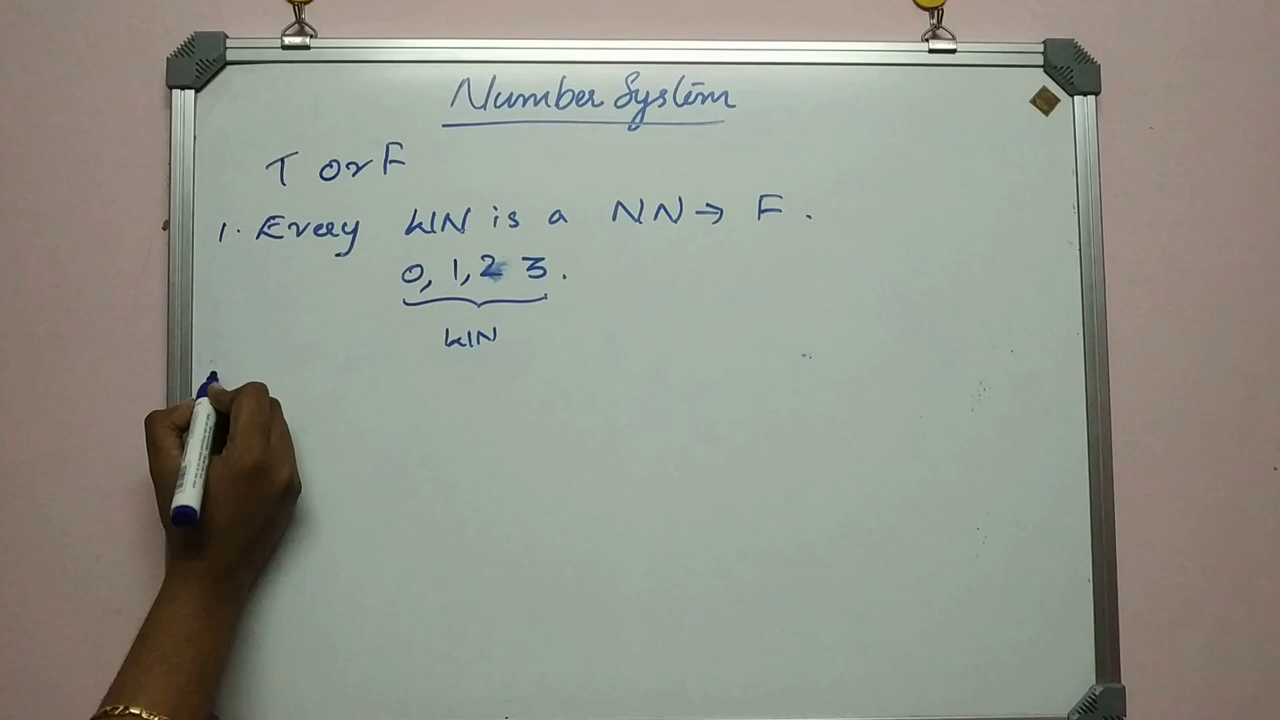 Number System
T or F
1. Every WN is a NN → F.
0, 1, 2 3.
WN